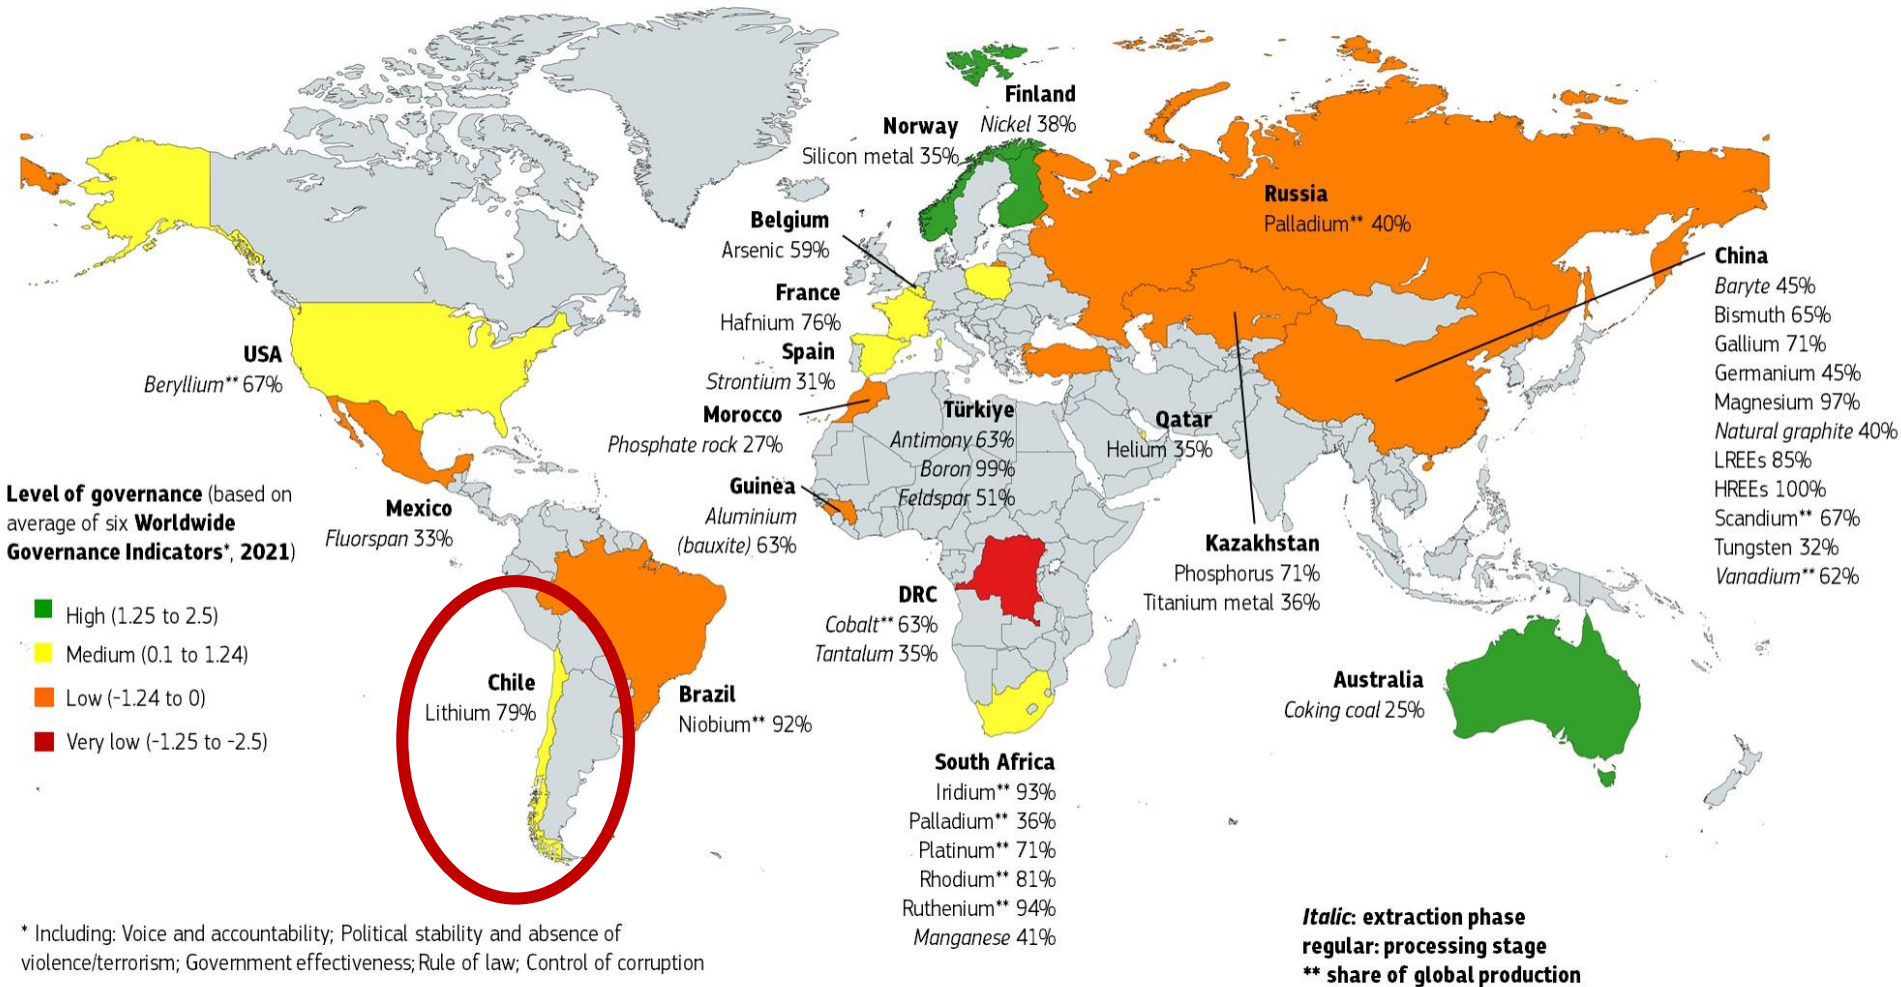 Finland
Nickel 38%
Norway
Silicon metal 35%
Belgium
Arsenic 59%
France
Hafnium 76%
Spain
Strontium 31%
Morocco
Phosphate rock 27%
Guinea
Aluminium
(bauxite) 63%
Türkiye
Antimony 63%
Boron 99%
Feldspar 51%
Qatar
Helium 35%
Russia
Palladium** 40%
China
Baryte 45%
Bismuth 65%
Gallium 71%
Germanium 45%
Magnesium 97%
Natural graphite 40%
LREEs 85%
HREEs 100%
Scandium** 67%
Tungsten 32%
Vanadium** 62%
USA
Beryllium** 67%
Mexico
Fluorspan 33%
Level of governance (based on
average of six Worldwide
Governance Indicators*, 2021)
High (1.25 to 2.5)
Medium (0.1 to 1.24)
Low (-1.24 to 0)
Very low (-1.25 to -2.5)
Chile
Lithium 79%
Brazil
Niobium** 92%
DRC
Cobalt** 63%
Tantalum 35%
Kazakhstan
Phosphorus 71%
Titanium metal 36%
Australia
Coking coal 25%
South Africa
Iridium** 93%
Palladium** 36%
Platinum** 71%
Rhodium** 81%
Ruthenium** 94%
Manganese 41%
* Including: Voice and accountability; Political stability and absence of
violence/terrorism; Government effectiveness; Rule of law; Control of corruption
Italic: extraction phase
regular: processing stage
** share of global production